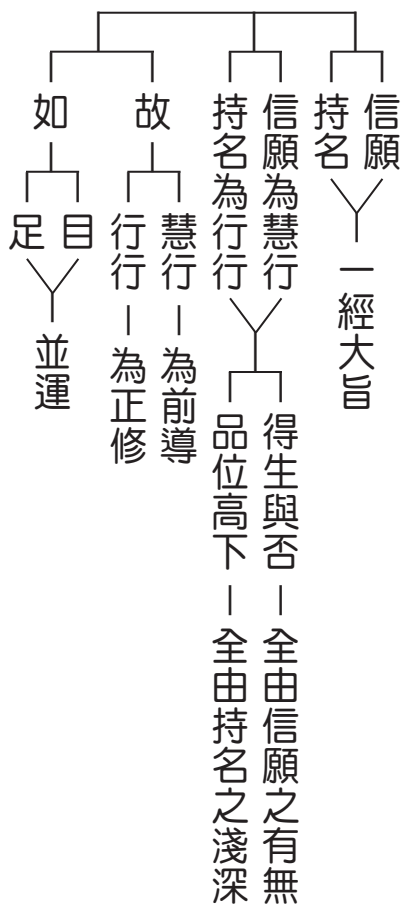 信願
持名
一經大旨
信願為慧行
持名為行行
得生與否 — 全由信願之有無
品位高下 — 全由持名之淺深
故
慧行 — 為前導
行行 — 為正修
如
目
足
並運